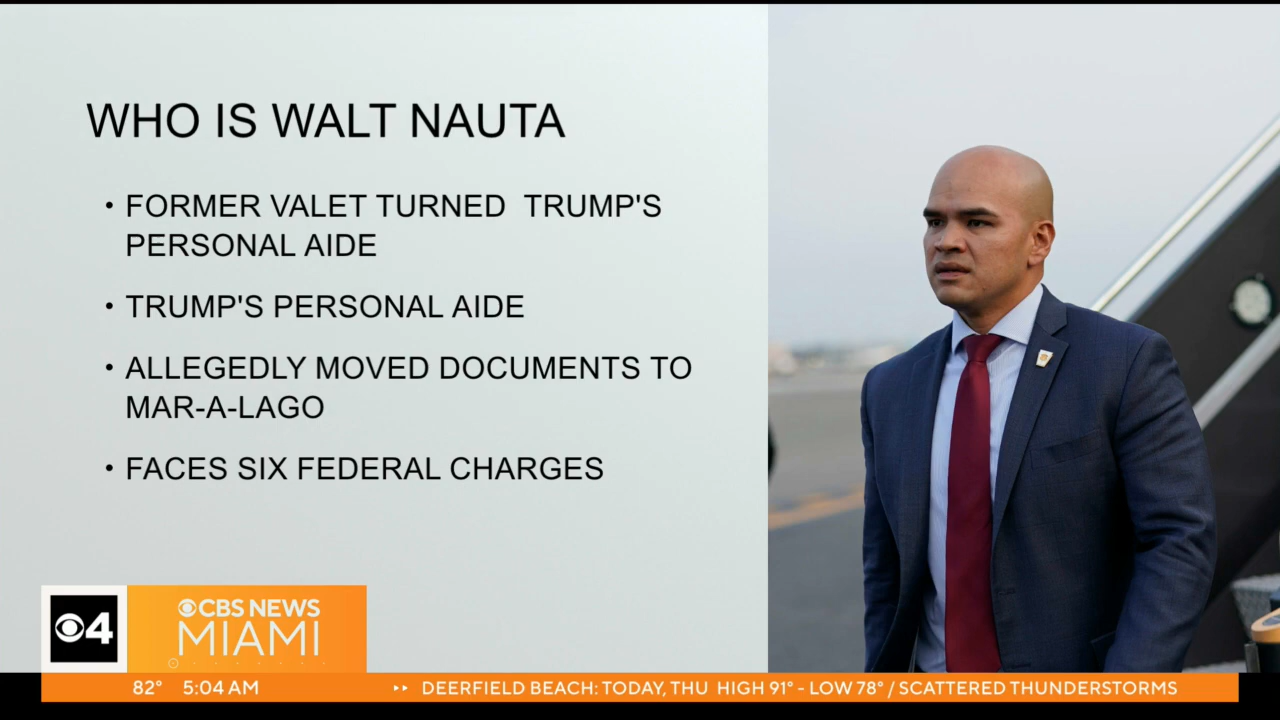 WHO IS WALT NAUTA
• FORMER VALET TURNED TRUMP'S
PERSONAL AIDE
• TRUMP'S PERSONAL AIDE
• ALLEGEDLY MOVED DOCUMENTS TO
MAR-A-LAGO
• FACES SIX FEDERAL CHARGES
4
CBS NEWS
MIAMI
82° 5:04 AM DEERFIELD BEACH: TODAY, THU HIGH 91° - LOW 78° / SCATTERED THUNDERSTORMS